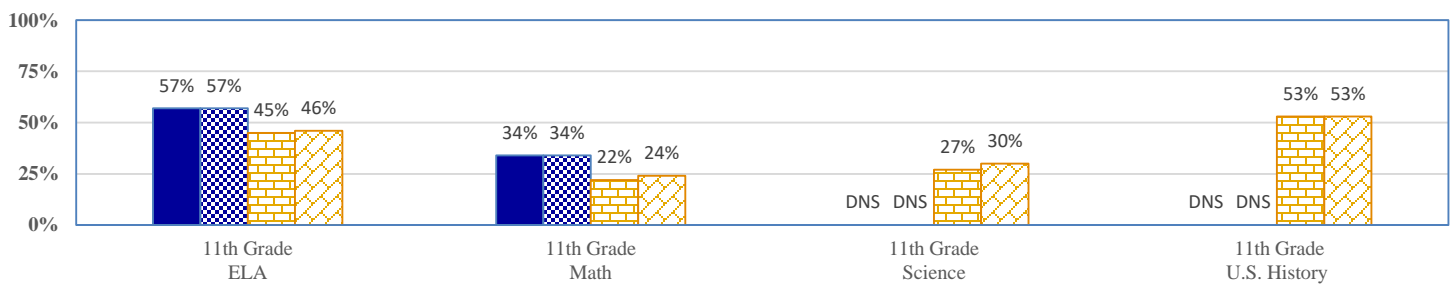 100%
75%
50%
25%
0%
57% 57% 45% 46%
34% 34% 22% 24%
DNS DNS 27% 30%
DNS DNS 53% 53%
11th Grade
ELA
11th Grade
Math
11th Grade
Science
11th Grade
U.S. History